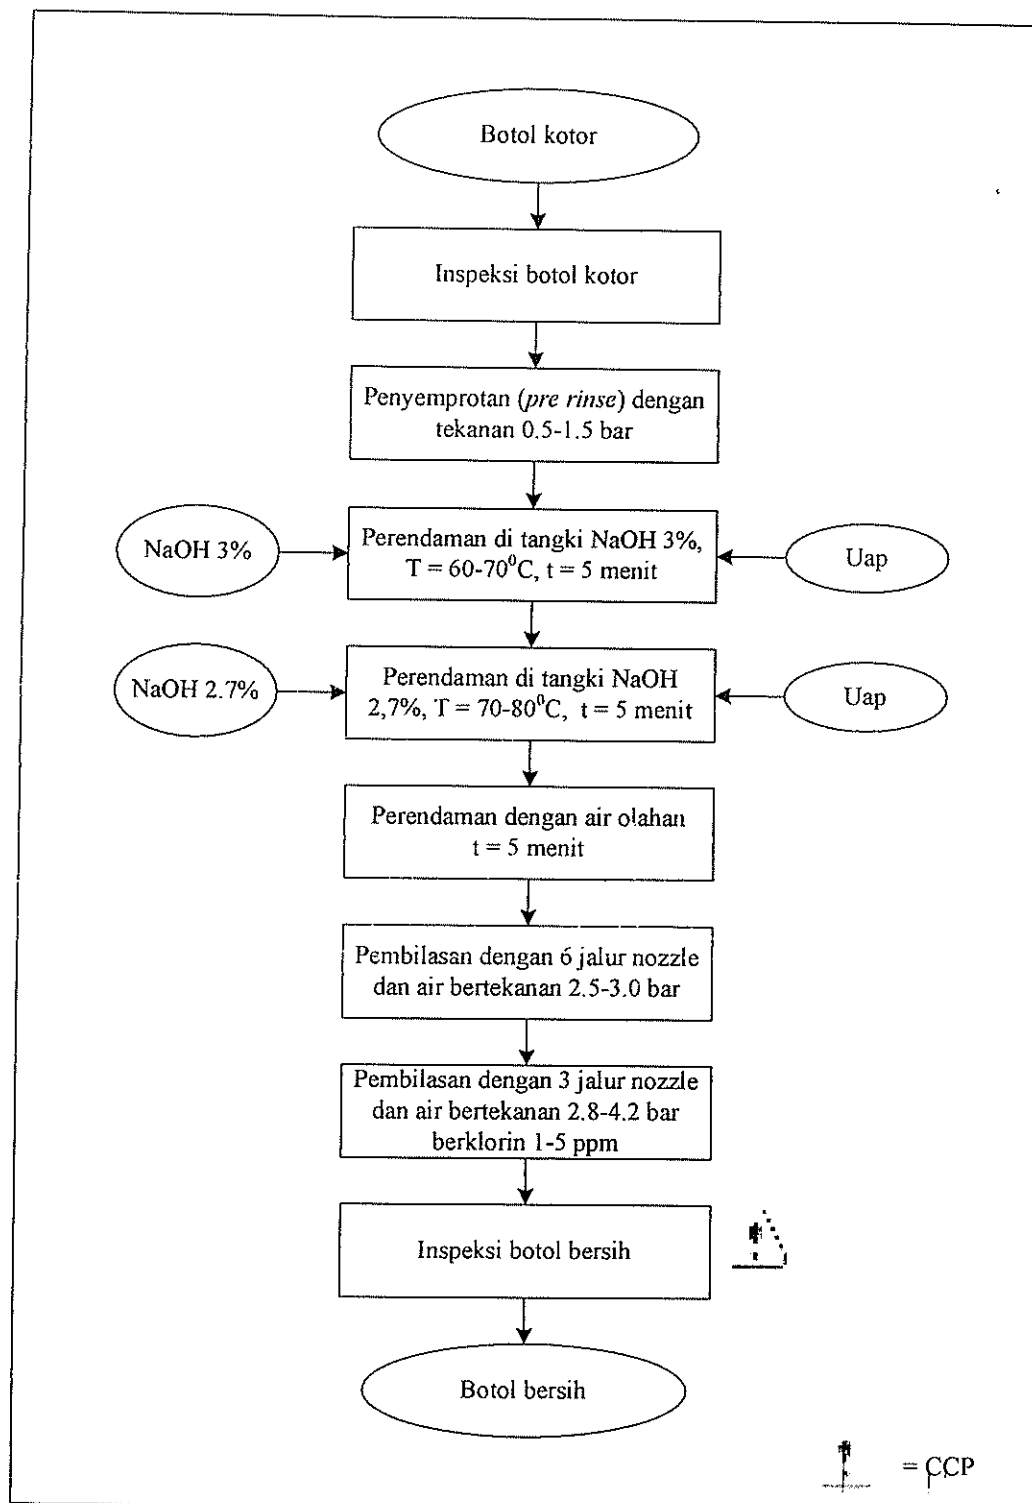 Botol kotor
Inspeksi botol kotor
Penyemprotan (pre rinse) dengan
tekanan 0.5-1.5 bar
NaOH 3%
Perendaman di tangki NaOH 3%,
T = 60-70⁰C, t = 5 menit
Uap
NaOH 2.7%
Perendaman di tangki NaOH
2,7%, T = 70-80⁰C, t = 5 menit
Uap
Perendaman dengan air olahan
t = 5 menit
Pembilasan dengan 6 jalur nozzle
dan air bertekanan 2.5-3.0 bar
Pembilasan dengan 3 jalur nozzle
dan air bertekanan 2.8-4.2 bar
berklorin 1-5 ppm
Inspeksi botol bersih
Botol bersih
= CCP